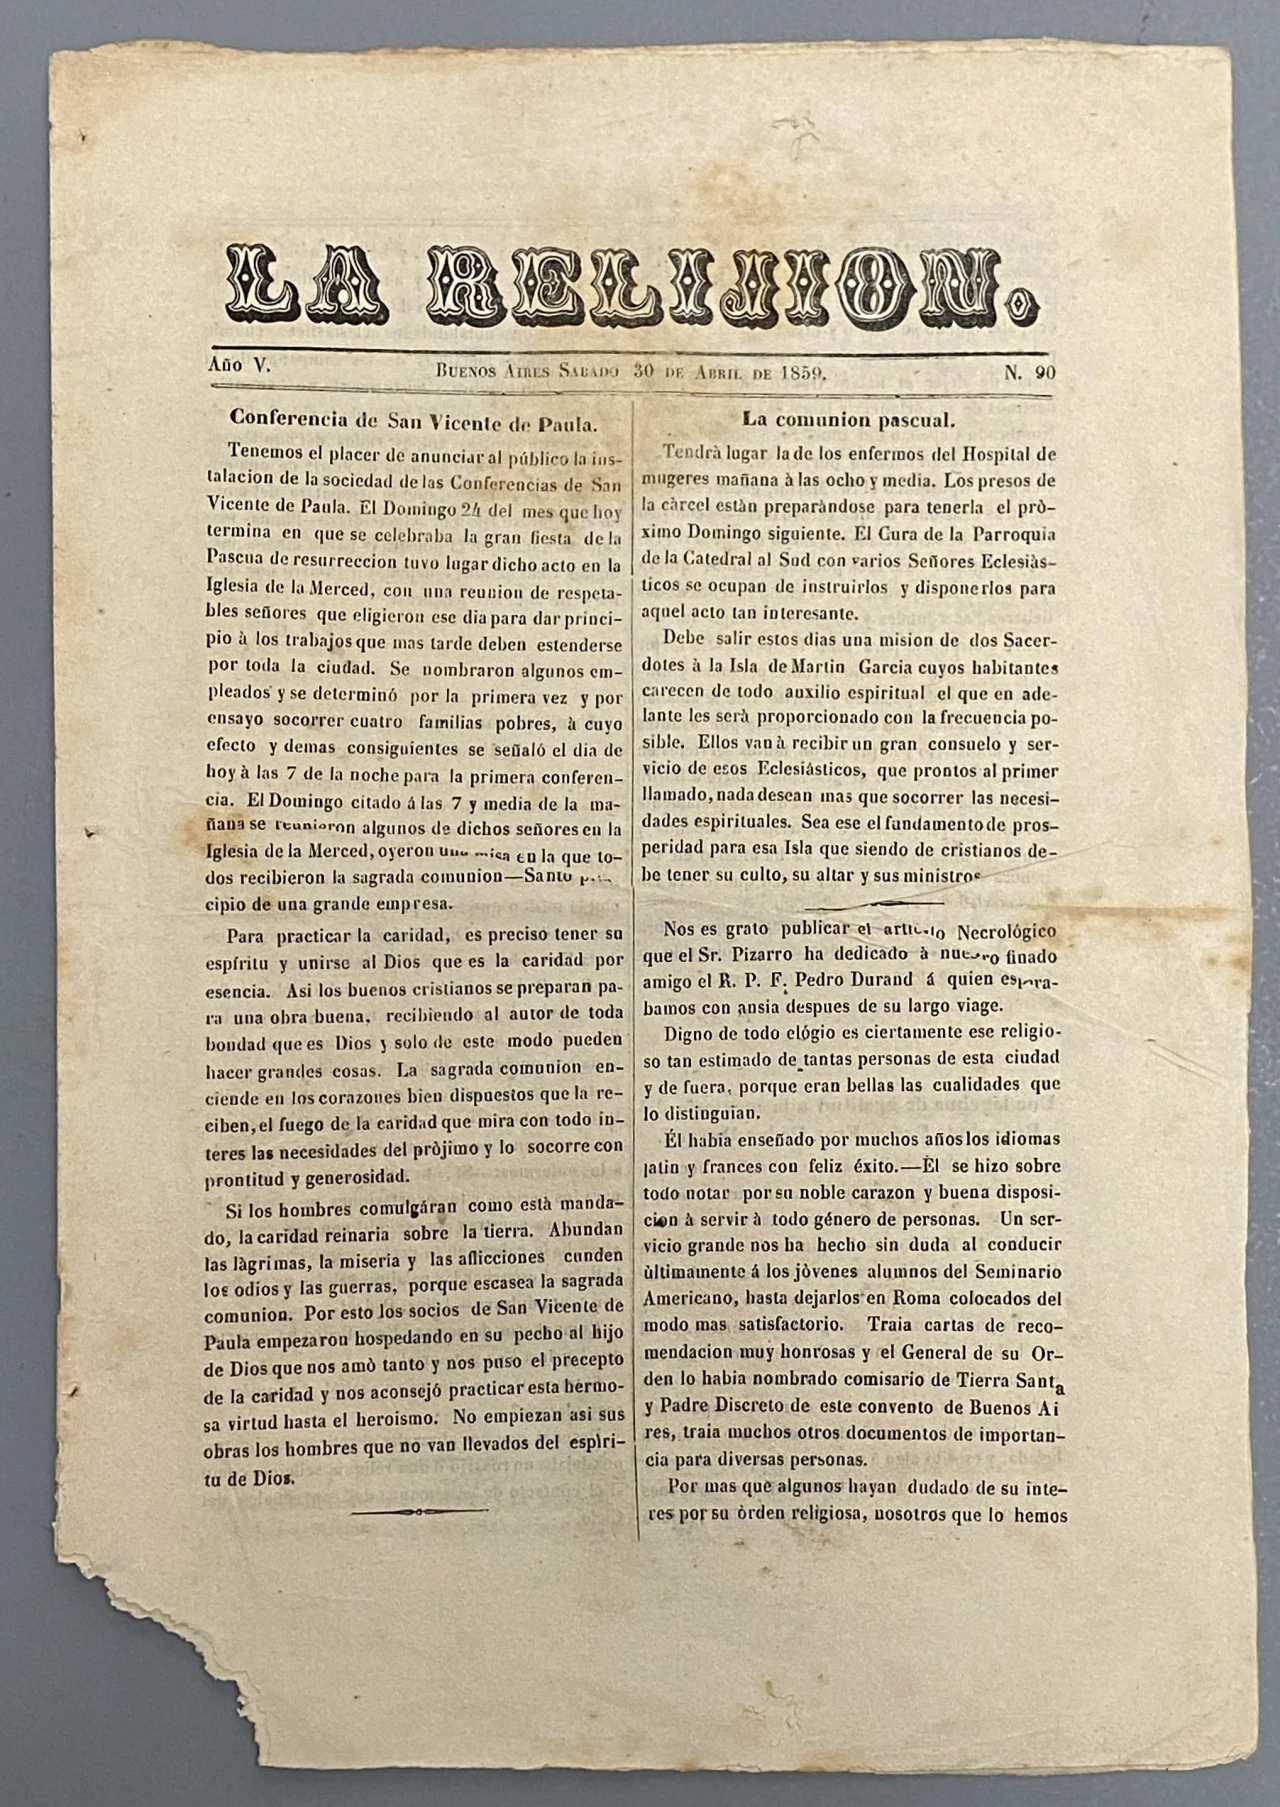 LA RELIJION.
Año V. BUENOS AIRES SABADO 30 DE ABRIL DE 1859. N. 90
Conferencia de San Vicente de Paula.
Tenemos el placer de anunciar al público la ins-
talacion de la sociedad de las Conferencias de San
Vicente de Paula. El Domingo 24 del mes que hoy
termina en que se celebraba la gran fiesta de la
Pascua de resurreccion tuvo lugar dicho acto en la
Iglesia de la Merced, con una reunion de respeta-
bles señores que eligieron ese dia para dar princi-
pio à los trabajos que mas tarde deben estenderse
por toda la ciudad. Se nombraron algunos em-
pleados y se determinó por la primera vez y por
ensayo socorrer cuatro familias pobres, à cuyo
efecto y demas consiguientes se señaló el dia de
hoy à las 7 de la noche para la primera conferen-
cia. El Domingo citado á las 7 y media de la ma-
ñana se reunieron algunos de dichos señores en la
Iglesia de la Merced, oyeron una misa en la que to-
dos recibieron la sagrada comunion—Santo
cipio de una grande empresa.
Para practicar la caridad, es preciso tener su
espíritu y unirse al Dios que es la caridad por
esencia. Asi los buenos cristianos se preparan pa-
ra una obra buena, recibiendo al autor de toda
bondad que es Dios y solo de este modo pueden
hacer grandes cosas. La sagrada comunion en-
ciende en los corazones bien dispuestos que la re-
ciben, el fuego de la caridad que mira con todo in-
teres las necesidades del pròjimo y lo socorre con
prontitud y generosidad.
Si los hombres comulgáran como està manda-
do, la caridad reinaria sobre la tierra. Abundan
las làgrimas, la miseria y las aflicciones cunden
los odios y las guerras, porque escasea la sagrada
comunion. Por esto los socios de San Vicente de
Paula empezaron hospedando en su pecho al hijo
de Dios que nos amò tanto y nos puso el precepto
de la caridad y nos aconsejó practicar esta hermo-
sa virtud hasta el heroismo. No empiezan asi sus
obras los hombres que no van llevados del espìri-
tu de Dios.
La comunion pascual.
Tendrà lugar la de los enfermos del Hospital de
mugeres mañana à las ocho y media. Los presos de
la càrcel estàn preparàndose para tenerla el prò-
ximo Domingo siguiente. El Cura de la Parroquia
de la Catedral al Sud con varios Señores Eclesiàs-
ticos se ocupan de instruirlos y disponerlos para
aquel acto tan interesante.
Debe salir estos dias una mision de dos Sacer-
dotes à la Isla de Martin Garcia cuyos habitantes
carecen de todo auxilio espiritual el que en ade-
lante les serà proporcionado con la frecuencia po-
sible. Ellos van à recibir un gran consuelo y ser-
vicio de esos Eclesiásticos, que prontos al primer
llamado, nada desean mas que socorrer las necesi-
dades espirituales. Sea ese el fundamento de pros-
peridad para esa Isla que siendo de cristianos de-
be tener su culto, su altar y sus ministros
Nos es grato publicar el articulo Necrológico
que el Sr. Pizarro ha dedicado à nuestro finado
amigo el R. P. F. Pedro Durand á quien espera-
bamos con ansia despues de su largo viage.
Digno de todo elógio es ciertamente ese religio-
so tan estimado de tantas personas de esta ciudad
y de fuera, porque eran bellas las cualidades que
lo distinguian.
Él habia enseñado por muchos años los idiomas
latin y frances con feliz éxito.—Èl se hizo sobre
todo notar por su noble carazon y buena disposi-
cion à servir à todo género de personas. Un ser-
vicio grande nos ha hecho sin duda al conducir
ùltimamente á los jòvenes alumnos del Seminario
Americano, hasta dejarlos en Roma colocados del
modo mas satisfactorio. Traia cartas de reco-
mendacion muy honrosas y el General de su Or-
den lo habia nombrado comisario de Tierra Santa
y Padre Discreto de este convento de Buenos Ai
res, traia muchos otros documentos de importan-
cia para diversas personas.
Por mas que algunos hayan dudado de su inte-
res por su òrden religiosa, nosotros que lo hemos